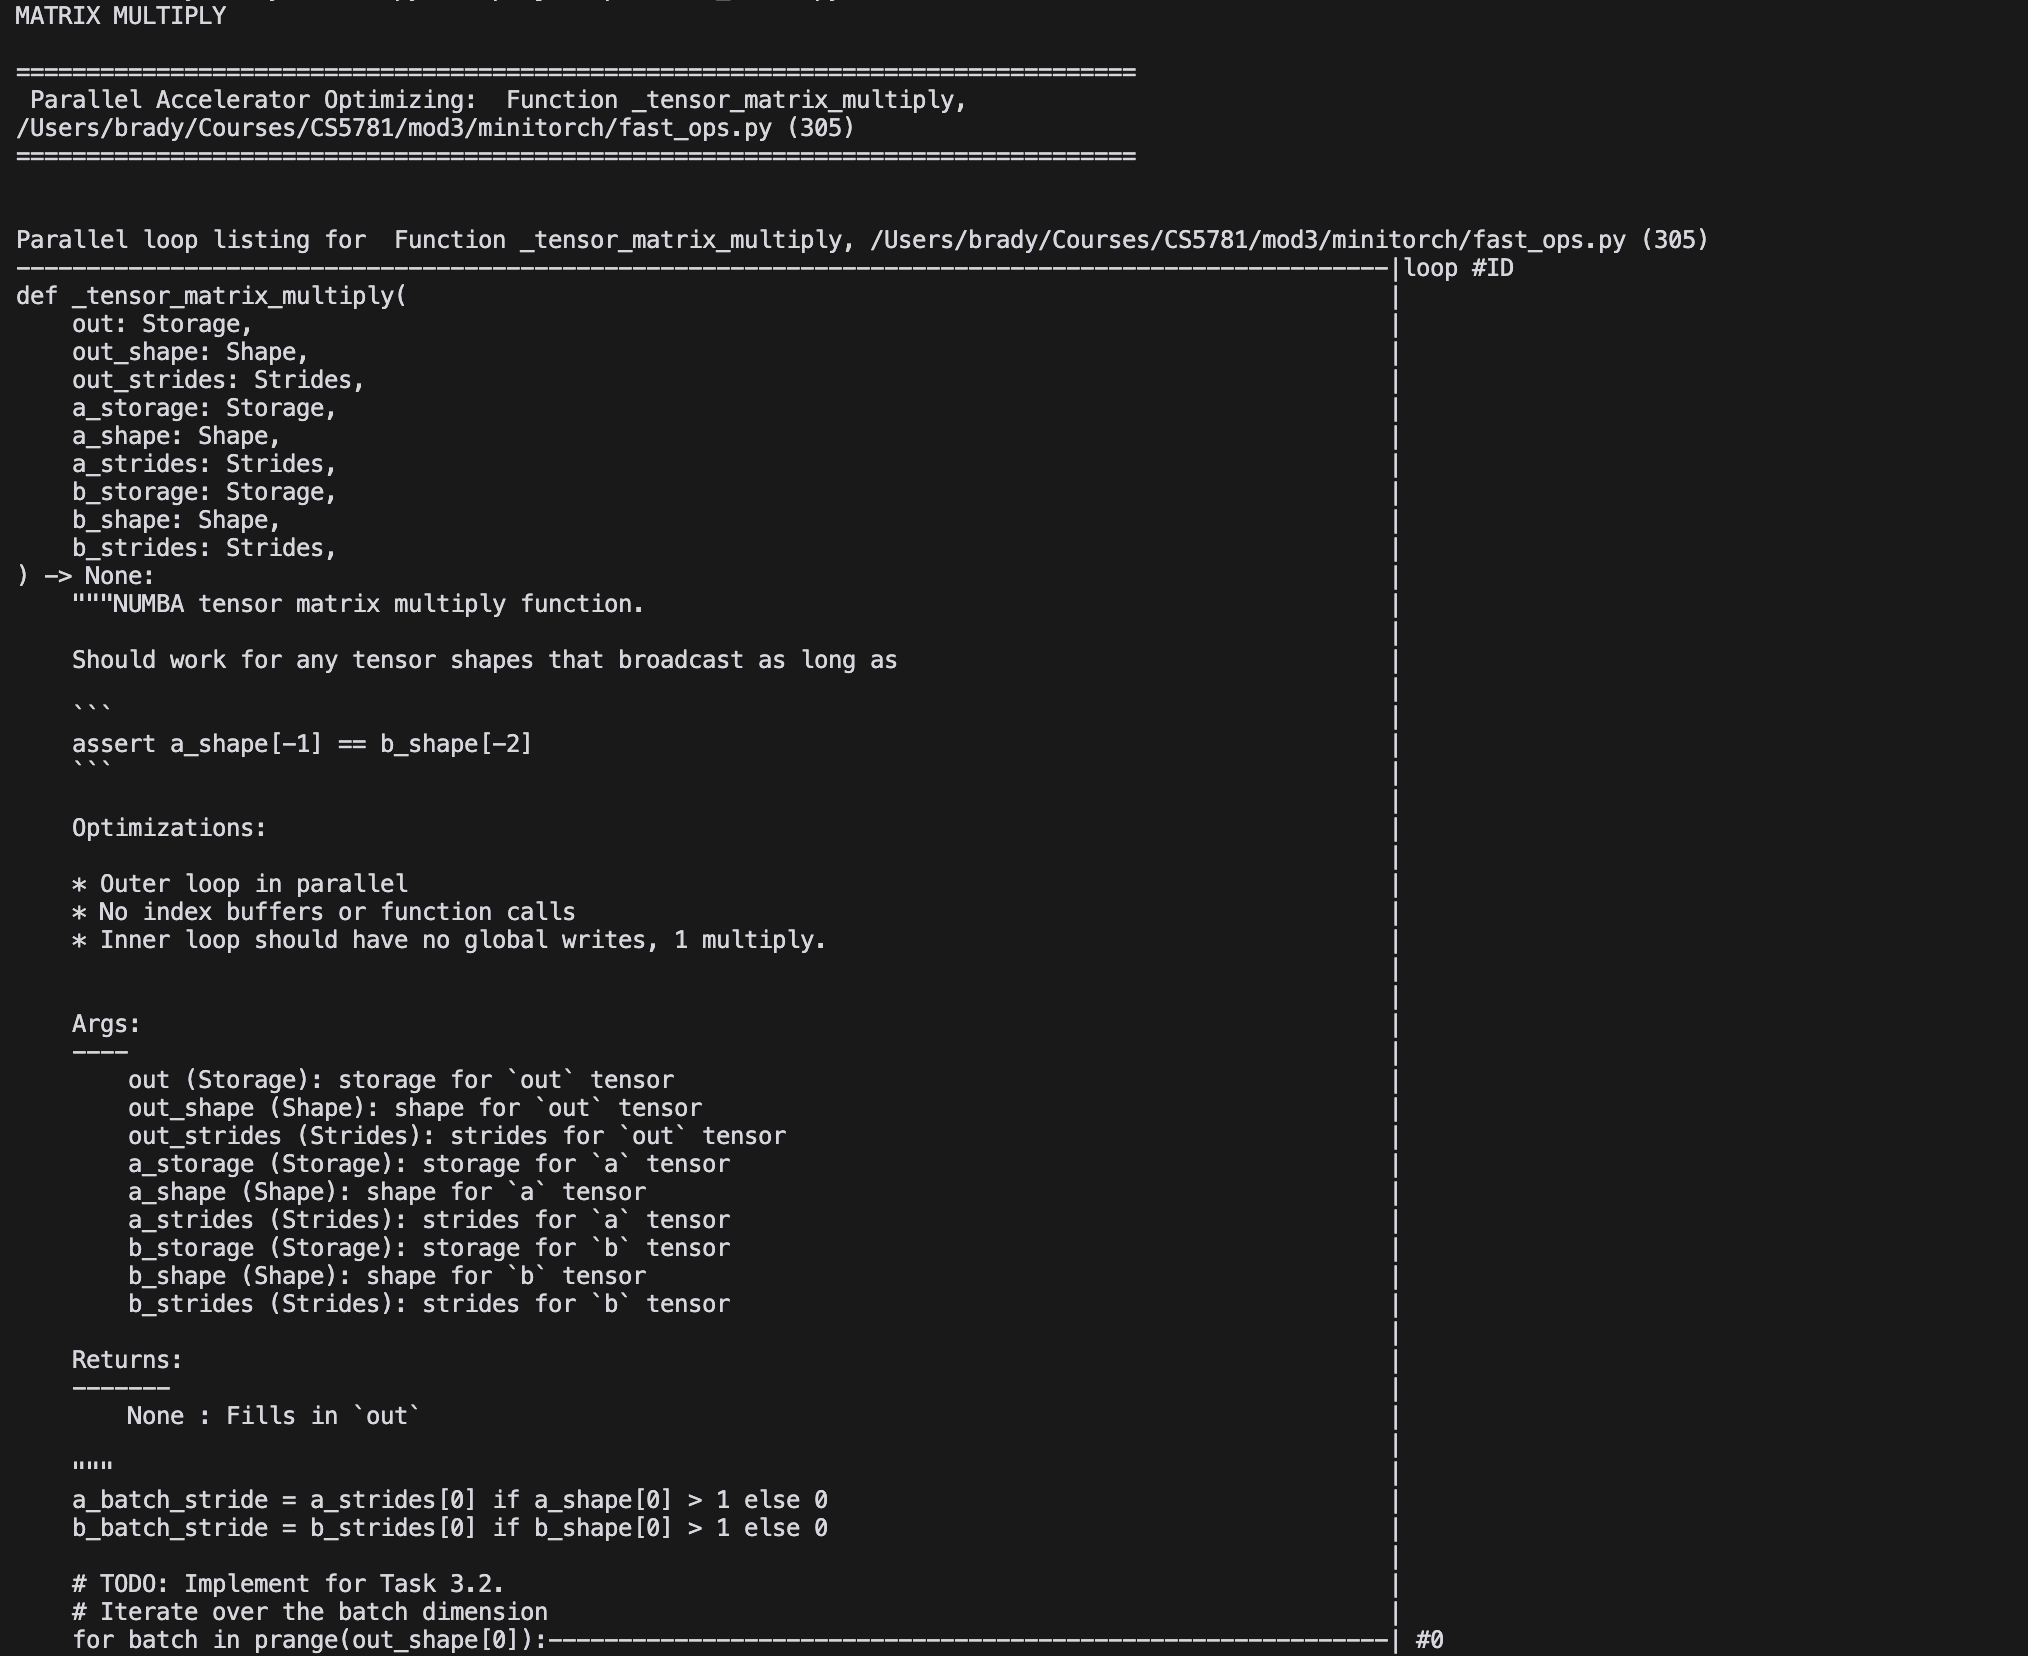 MATRIX MULTIPLY
================================================================================
 Parallel Accelerator Optimizing:  Function _tensor_matrix_multiply,
/Users/brady/Courses/CS5781/mod3/minitorch/fast_ops.py (305)
================================================================================
Parallel loop listing for  Function _tensor_matrix_multiply, /Users/brady/Courses/CS5781/mod3/minitorch/fast_ops.py (305)
--------------------------------------------------------------------------------------------------|loop #ID
def _tensor_matrix_multiply(                                                                      |
    out: Storage,                                                                                 |
    out_shape: Shape,                                                                             |
    out_strides: Strides,                                                                         |
    a_storage: Storage,                                                                           |
    a_shape: Shape,                                                                               |
    a_strides: Strides,                                                                           |
    b_storage: Storage,                                                                           |
    b_shape: Shape,                                                                               |
    b_strides: Strides,                                                                           |
) -> None:                                                                                        |
    """NUMBA tensor matrix multiply function.                                                     |
                                                                                                  |
    Should work for any tensor shapes that broadcast as long as                                   |
                                                                                                  |
    ```                                                                                           |
    assert a_shape[-1] == b_shape[-2]                                                             |
    ```                                                                                           |
                                                                                                  |
    Optimizations:                                                                                |
                                                                                                  |
    * Outer loop in parallel                                                                      |
    * No index buffers or function calls                                                          |
    * Inner loop should have no global writes, 1 multiply.                                        |
                                                                                                  |
                                                                                                  |
    Args:                                                                                         |
    ----                                                                                          |
        out (Storage): storage for `out` tensor                                                   |
        out_shape (Shape): shape for `out` tensor                                                 |
        out_strides (Strides): strides for `out` tensor                                           |
        a_storage (Storage): storage for `a` tensor                                               |
        a_shape (Shape): shape for `a` tensor                                                     |
        a_strides (Strides): strides for `a` tensor                                               |
        b_storage (Storage): storage for `b` tensor                                               |
        b_shape (Shape): shape for `b` tensor                                                     |
        b_strides (Strides): strides for `b` tensor                                               |
                                                                                                  |
    Returns:                                                                                      |
    -------                                                                                       |
        None : Fills in `out`                                                                     |
                                                                                                  |
    """                                                                                           |
    a_batch_stride = a_strides[0] if a_shape[0] > 1 else 0                                        |
    b_batch_stride = b_strides[0] if b_shape[0] > 1 else 0                                        |
                                                                                                  |
    # TODO: Implement for Task 3.2.                                                               |
    # Iterate over the batch dimension                                                            |
    for batch in prange(out_shape[0]):------------------------------------------------------------| #0